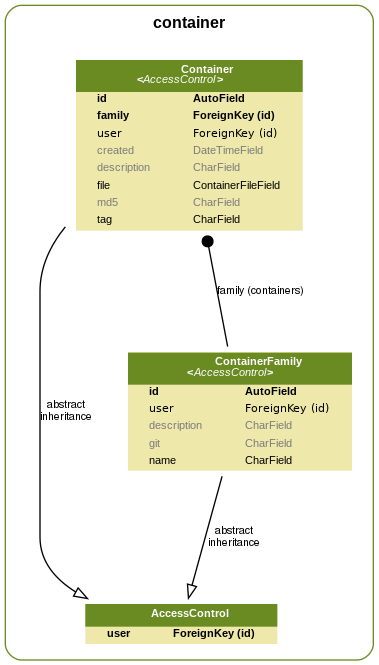 container
Container
<AccessControl>
id AutoField
family ForeignKey (id)
user ForeignKey (id)
created DateTimeField
description CharField
file ContainerFileField
md5 CharField
tag CharField
family (containers)
ContainerFamily
<AccessControl>
id AutoField
user ForeignKey (id)
description CharField
git CharField
name CharField
abstract
inheritance
abstract
inheritance
AccessControl
user ForeignKey (id)